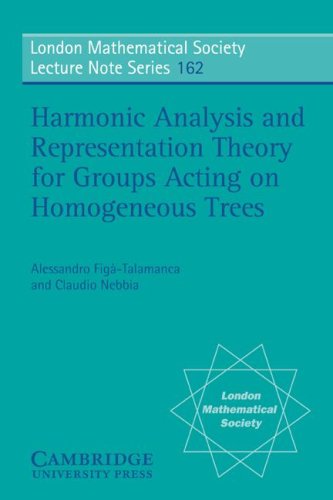 London Mathematical Society
Lecture Note Series 162
Harmonic Analysis and
Representation Theory
for Groups Acting on
Homogeneous Trees
Alessandro Figà-Talamanca
and Claudio Nebbia
London
Mathematical
Society
CAMBRIDGE
UNIVERSITY PRESS